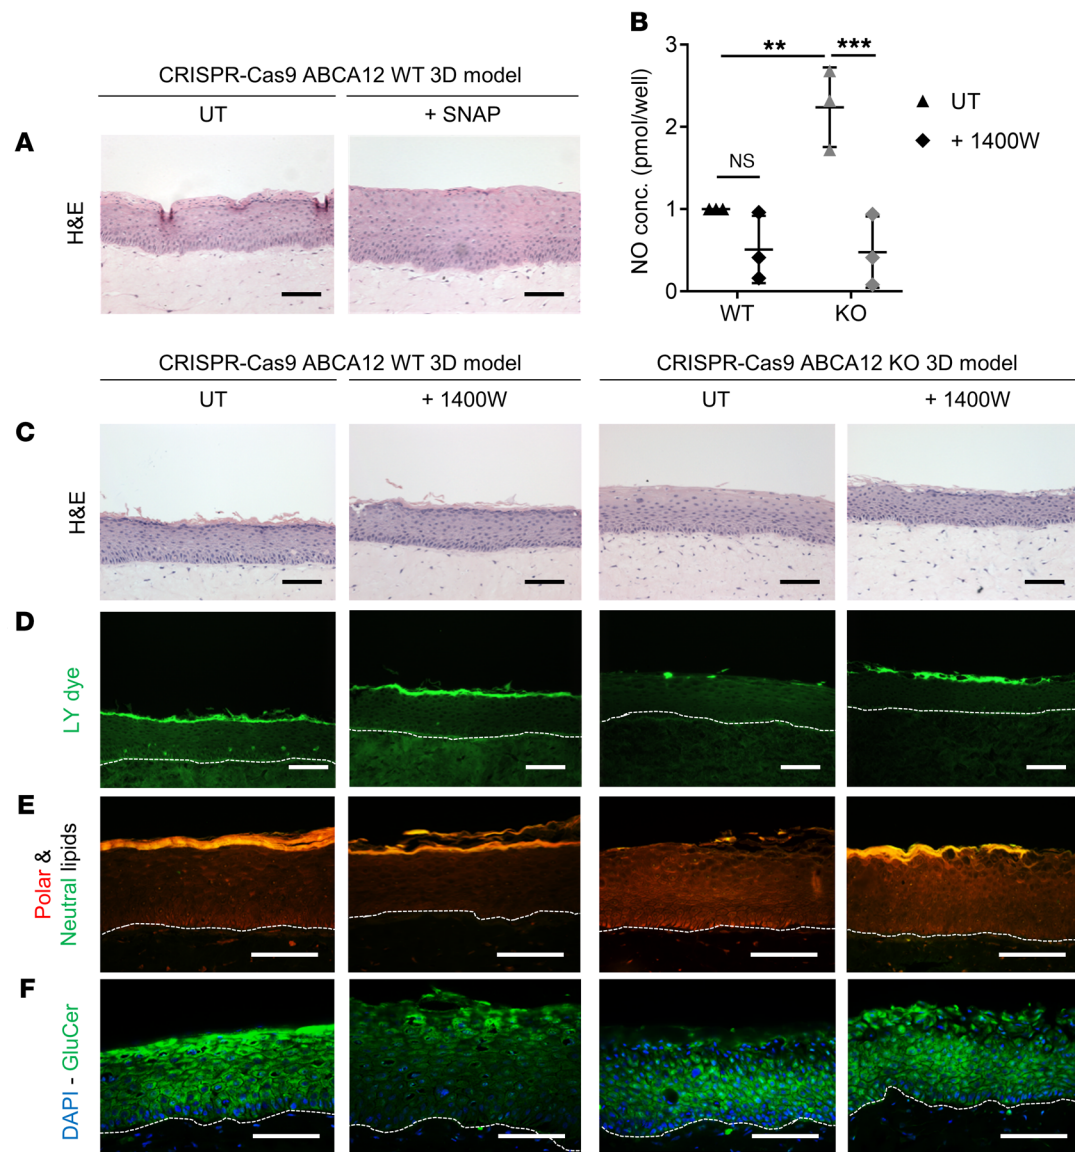 B
CRISPR-Cas9 ABCA12 WT 3D model
UT
+ SNAP
A
H&E
NO conc. (pmol/well)
3
2
1
0
**
***
NS
WT
KO
UT
+ 1400W
CRISPR-Cas9 ABCA12 WT 3D model
CRISPR-Cas9 ABCA12 KO 3D model
UT
+ 1400W
UT
+ 1400W
C
H&E
D
LY dye
E
Polar &
Neutral lipids
F
DAPI - GluCer